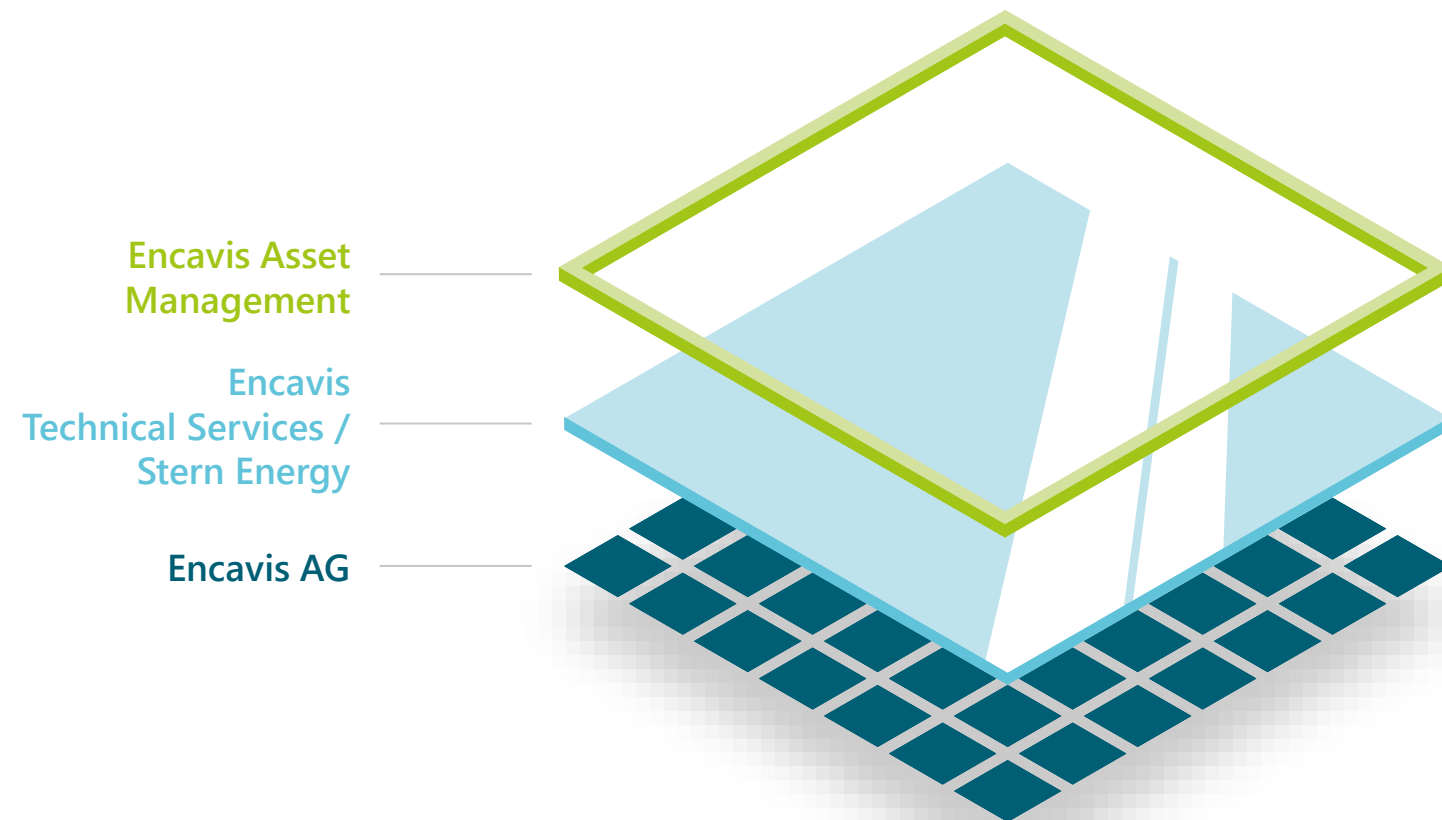 Encavis Asset
Management
Encavis
Technical Services /
Stern Energy
Encavis AG